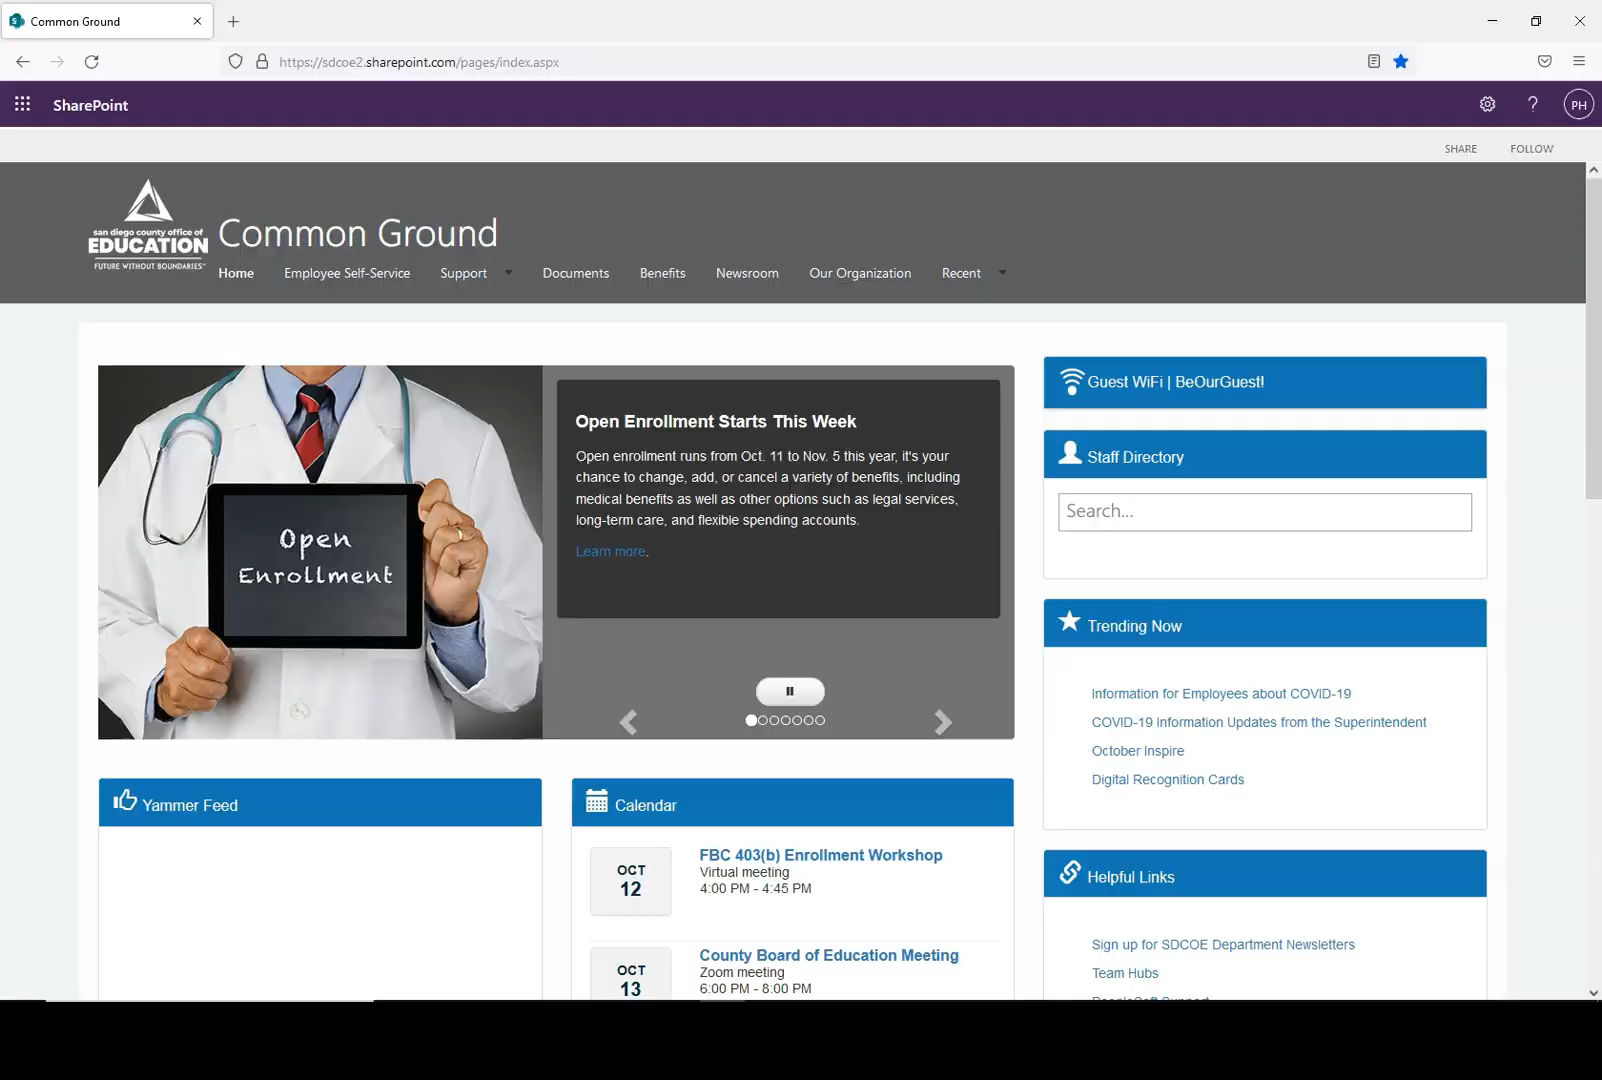 Common Ground
https://sdcoe2.sharepoint.com/pages/index.aspx
SharePoint
?
PH
SHARE
FOLLOW
san diego county office of
EDUCATION
FUTURE WITHOUT BOUNDARIES™
Common Ground
Home
Employee Self-Service
Support
Documents
Benefits
Newsroom
Our Organization
Recent
Open
Enrollment
Open Enrollment Starts This Week
Open enrollment runs from Oct. 11 to Nov. 5 this year, it's your
chance to change, add, or cancel a variety of benefits, including
medical benefits as well as other options such as legal services,
long-term care, and flexible spending accounts.
Learn more.
Guest WiFi | BeOurGuest!
Staff Directory
Search...
Trending Now
Information for Employees about COVID-19
COVID-19 Information Updates from the Superintendent
October Inspire
Digital Recognition Cards
Yammer Feed
Calendar
OCT
12
FBC 403(b) Enrollment Workshop
Virtual meeting
4:00 PM - 4:45 PM
OCT
13
County Board of Education Meeting
Zoom meeting
6:00 PM - 8:00 PM
Helpful Links
Sign up for SDCOE Department Newsletters
Team Hubs
PeopleSoft Support